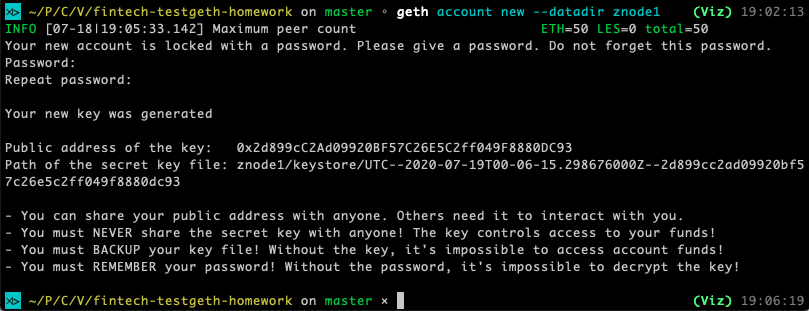 ~/P/C/V/fintech-testgeth-homework on master ◦ geth account new --datadir znode1 (Viz) 19:02:13
INFO [07-18|19:05:33.14Z] Maximum peer count ETH=50 LES=0 total=50
Your new account is locked with a password. Please give a password. Do not forget this password.
Password:
Repeat password:
Your new key was generated
Public address of the key: 0x2d899cC2Ad09920BF57C26E5C2ff049F8880DC93
Path of the secret key file: znode1/keystore/UTC--2020-07-19T00-06-15.298676000Z--2d899cc2ad09920bf5
7c26e5c2ff049f8880dc93
- You can share your public address with anyone. Others need it to interact with you.
- You must NEVER share the secret key with anyone! The key controls access to your funds!
- You must BACKUP your key file! Without the key, it's impossible to access account funds!
- You must REMEMBER your password! Without the password, it's impossible to decrypt the key!
~/P/C/V/fintech-testgeth-homework on master × (Viz) 19:06:19